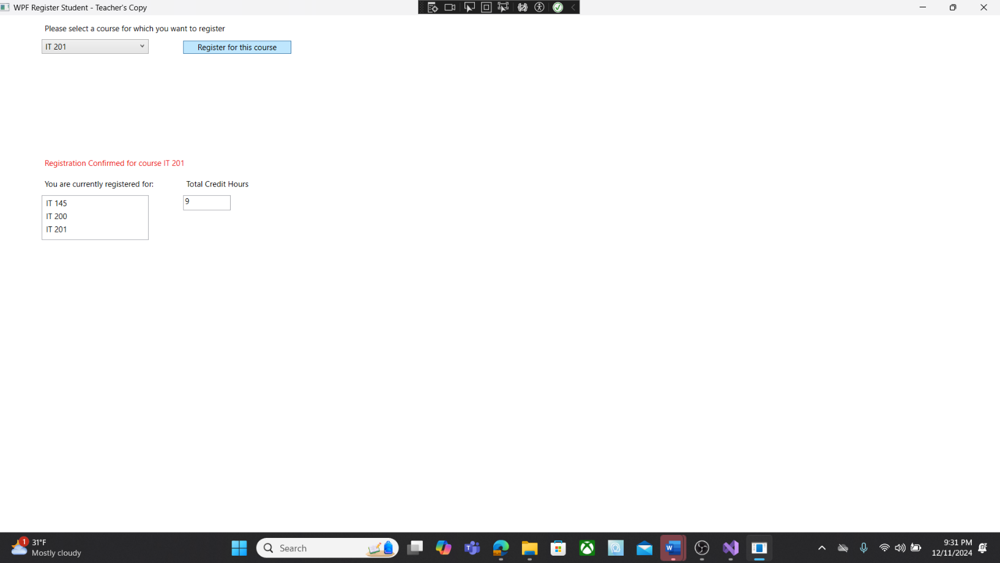 WPF Register Student - Teacher's Copy
Please select a course for which you want to register
IT 201
Register for this course
Registration Confirmed for course IT 201
You are currently registered for:
Total Credit Hours
IT 145
9
IT 200
IT 201
1
31°F
Mostly cloudy
Search
9:31 PM
12/11/2024